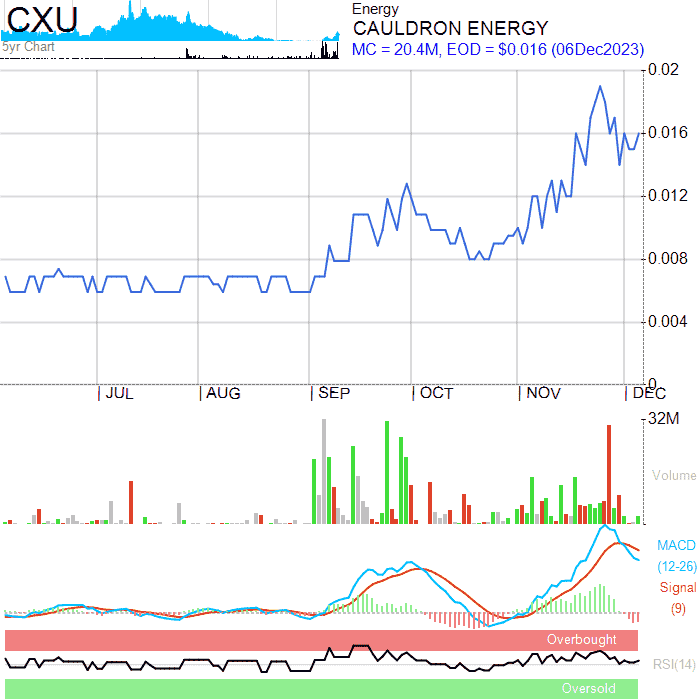 CXU
5yr Chart
Energy
CAULDRON ENERGY
MC = 20.4M, EOD = $0.016 (06Dec2023)
0.02
0.016
0.012
0.008
0.004
0
JUL AUG SEP OCT NOV DEC
32M
Volume
MACD
(12-26)
Signal
(9)
Overbought
RSI(14)
Oversold